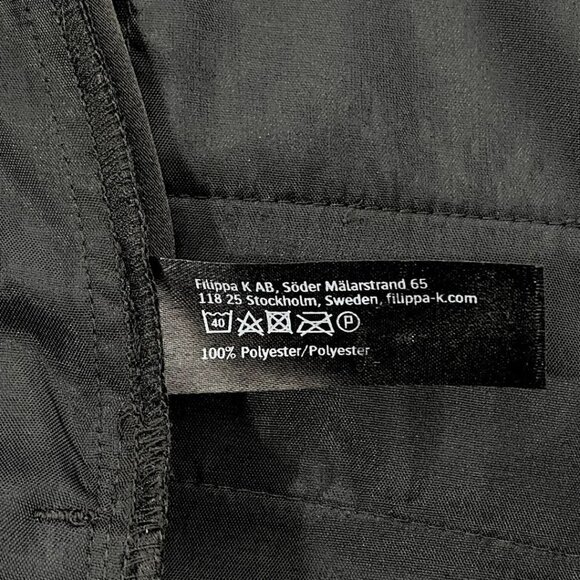 Filippa K AB, Söder Mälarstrand 65
118 25 Stockholm, Sweden, filippa-k.com
40 P
100% Polyester/Polyester